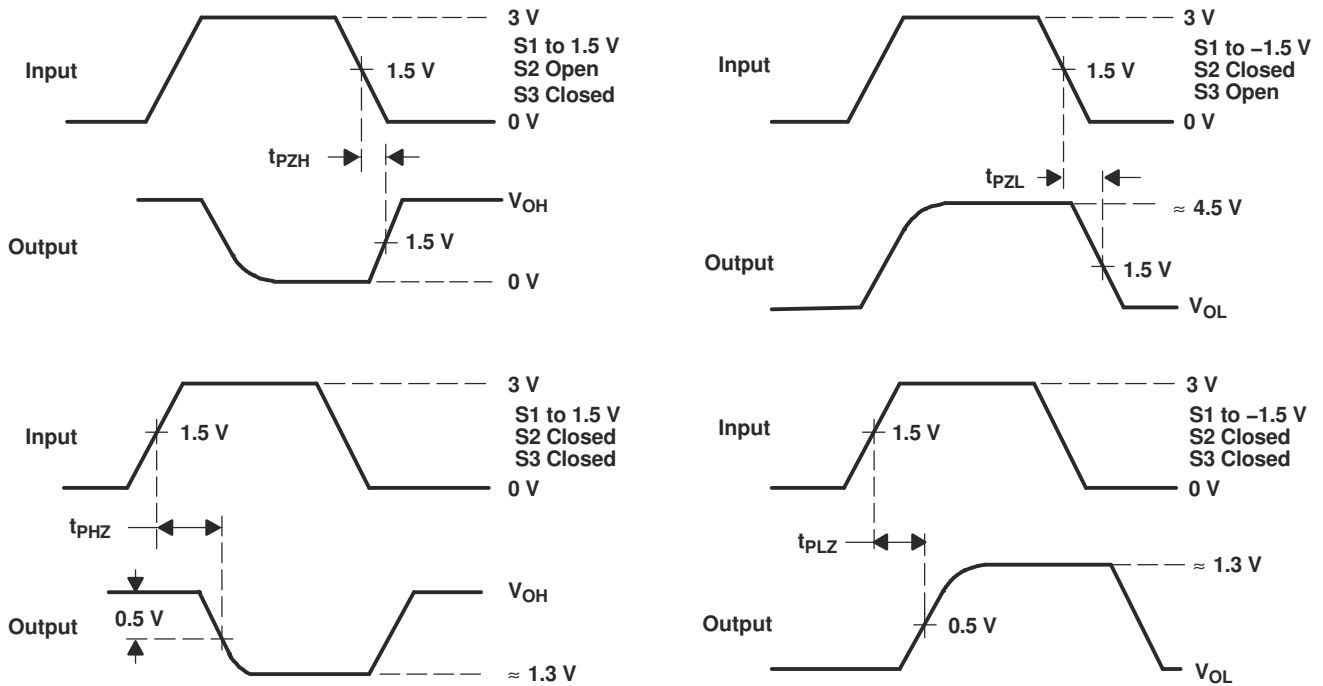 3 V
S1 to 1.5 V
S2 Open
S3 Closed
Input
1.5 V
0 V
tPZH
VOH
Output
1.5 V
0 V
3 V
S1 to −1.5 V
S2 Closed
S3 Open
Input
1.5 V
0 V
tPZL
≈ 4.5 V
Output
1.5 V
VOL
3 V
S1 to 1.5 V
S2 Closed
S3 Closed
Input
1.5 V
0 V
tPHZ
VOH
0.5 V
Output
≈ 1.3 V
3 V
S1 to −1.5 V
S2 Closed
S3 Closed
Input
1.5 V
0 V
tPLZ
≈ 1.3 V
Output
0.5 V
VOL